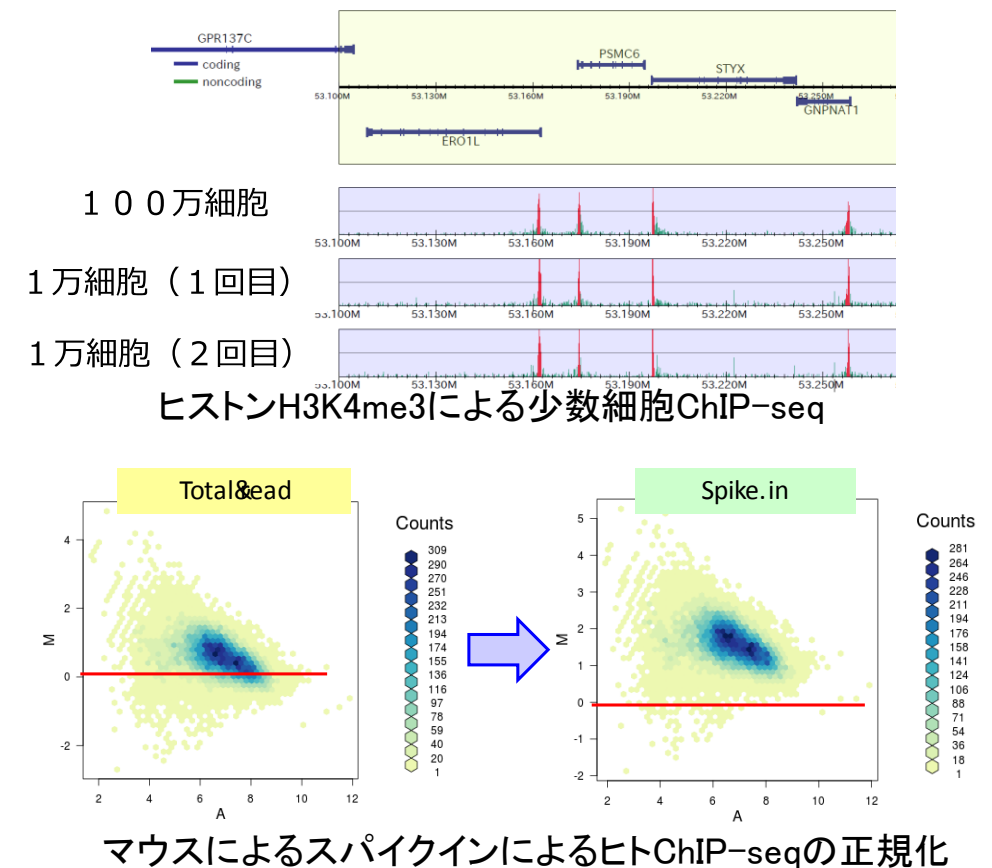 GPR137C
coding
noncoding
PSMC6
STYX
53.100M 53.130M 53.160M 53.190M 53.220M 53.250M
GNPNAT1
ERO1L
100万細胞
53.100M 53.130M 53.160M 53.190M 53.220M 53.250M
1万細胞（1回目）
53.100M 53.130M 53.160M 53.190M 53.220M 53.250M
1万細胞（2回目）
53.100M 53.130M 53.160M 53.190M 53.220M 53.250M
ヒストンH3K4me3による少数細胞ChIP-seq
Total&ead
Spike.in
Counts
309
290
270
251
232
213
194
174
155
136
116
97
78
59
40
20
1
4
2
0
-2
M
2 4 6 8 10 12
A
Counts
281
264
246
228
211
194
176
158
141
124
106
88
71
54
36
18
1
5
4
3
2
1
0
-1
-2
M
2 4 6 8 10 12
A
マウスによるスパイクインによるヒトChIP-seqの正規化